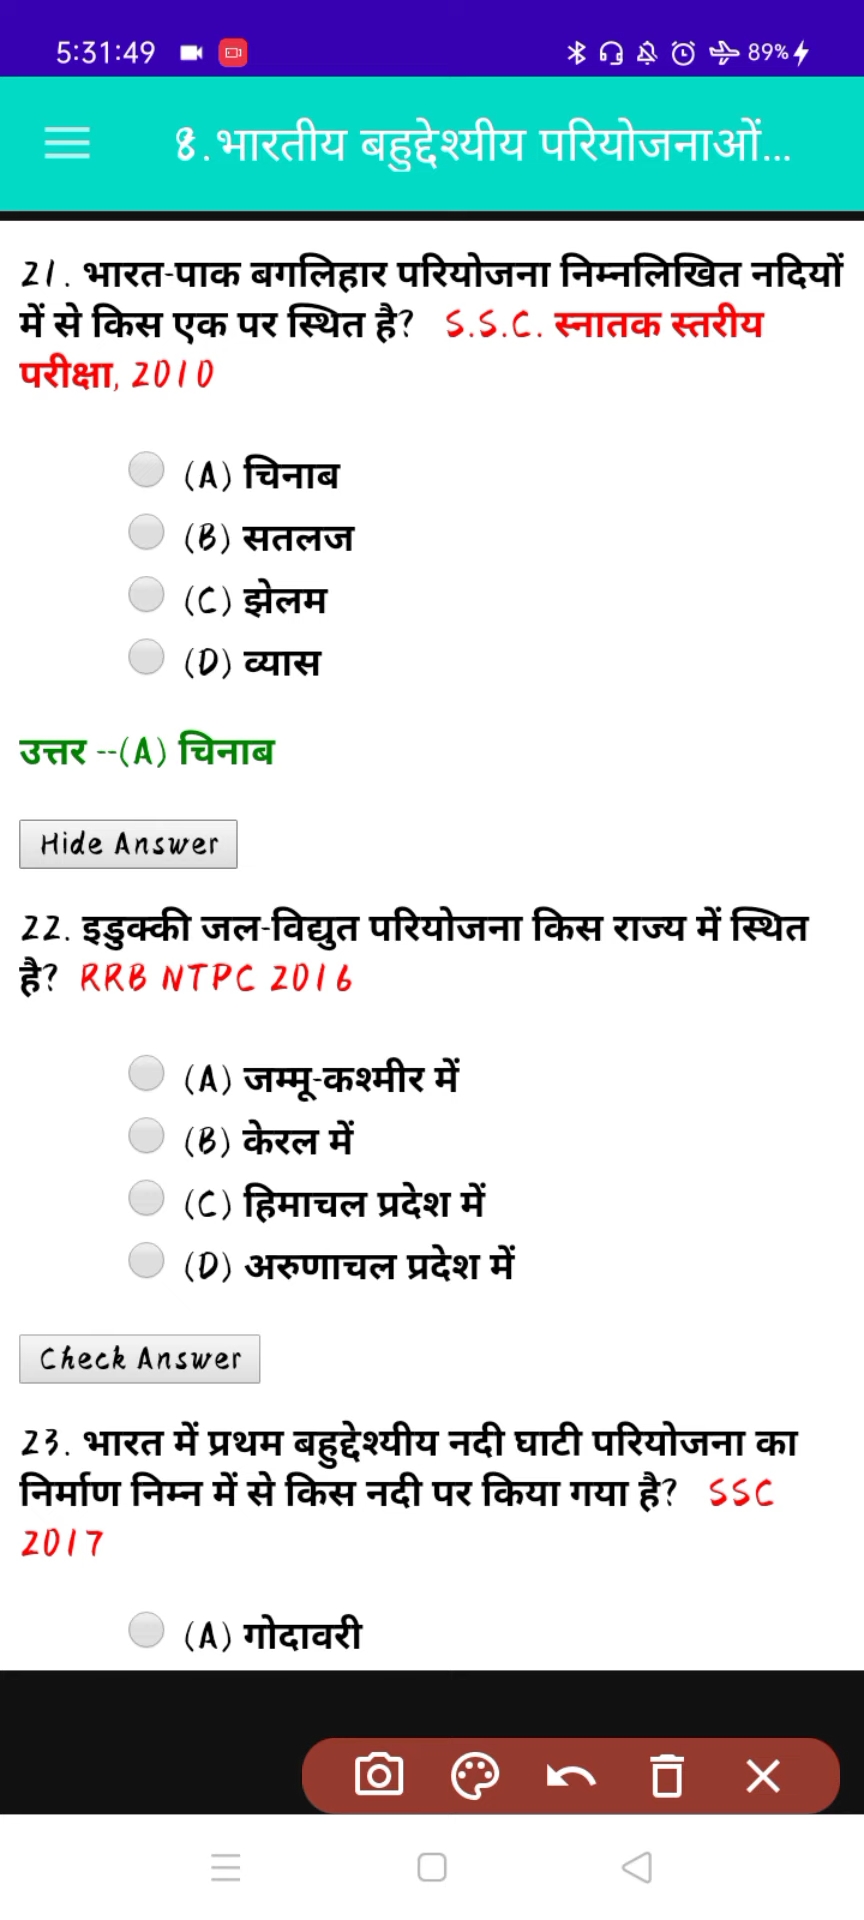 5:31:49
89%
8.भारतीय बहुद्देश्यीय परियोजनाओं...
21. भारत-पाक बगलिहार परियोजना निम्नलिखित नदियों
में से किस एक पर स्थित है? S.S.C. स्नातक स्तरीय
परीक्षा, 2010
(A) चिनाब
(B) सतलज
(C) झेलम
(D) व्यास
उत्तर --(A) चिनाब
Hide Answer
22. इडुक्की जल-विद्युत परियोजना किस राज्य में स्थित
है? RRB NTPC 2016
(A) जम्मू-कश्मीर में
(B) केरल में
(C) हिमाचल प्रदेश में
(D) अरुणाचल प्रदेश में
Check Answer
23. भारत में प्रथम बहुद्देश्यीय नदी घाटी परियोजना का
निर्माण निम्न में से किस नदी पर किया गया है? SSC
2017
(A) गोदावरी